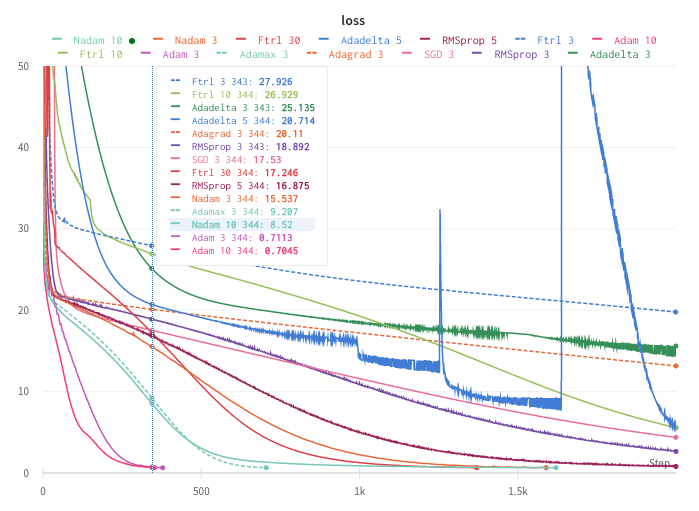 loss
Nadam 10 Nadam 3 Ftrl 30 Adadelta 5 RMSprop 5 Ftrl 3 Adam 10
Ftrl 10 Adam 3 Adamax 3 Adagrad 3 SGD 3 RMSprop 3 Adadelta 3
50
Ftrl 3 343: 27.926
Ftrl 10 344: 26.929
Adadelta 3 343: 25.135
Adadelta 5 344: 20.714
Adagrad 3 344: 20.11
RMSprop 3 343: 18.892
SGD 3 344: 17.53
Ftrl 30 344: 17.246
RMSprop 5 344: 16.875
Nadam 3 344: 15.537
Adamax 3 344: 9.207
Nadam 10 344: 8.52
Adam 3 344: 0.7113
Adam 10 344: 0.7045
40
30
20
10
0
Step
0 500 1k 1.5k